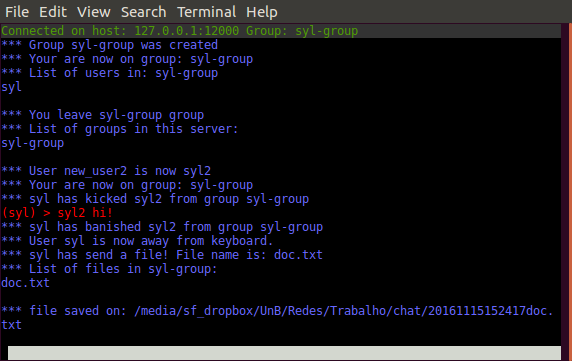 File Edit View Search Terminal Help
Connected on host: 127.0.0.1:12000 Group: syl-group
*** Group syl-group was created
*** Your are now on group: syl-group
*** List of users in: syl-group
syl
*** You leave syl-group group
*** List of groups in this server:
syl-group
*** User new_user2 is now syl2
*** Your are now on group: syl-group
*** syl has kicked syl2 from group syl-group
(syl) > syl2 hi!
*** syl has banished syl2 from group syl-group
*** User syl is now away from keyboard.
*** syl has send a file! File name is: doc.txt
*** List of files in syl-group:
doc.txt
*** file saved on: /media/sf_dropbox/UnB/Redes/Trabalho/chat/20161115152417doc.
txt